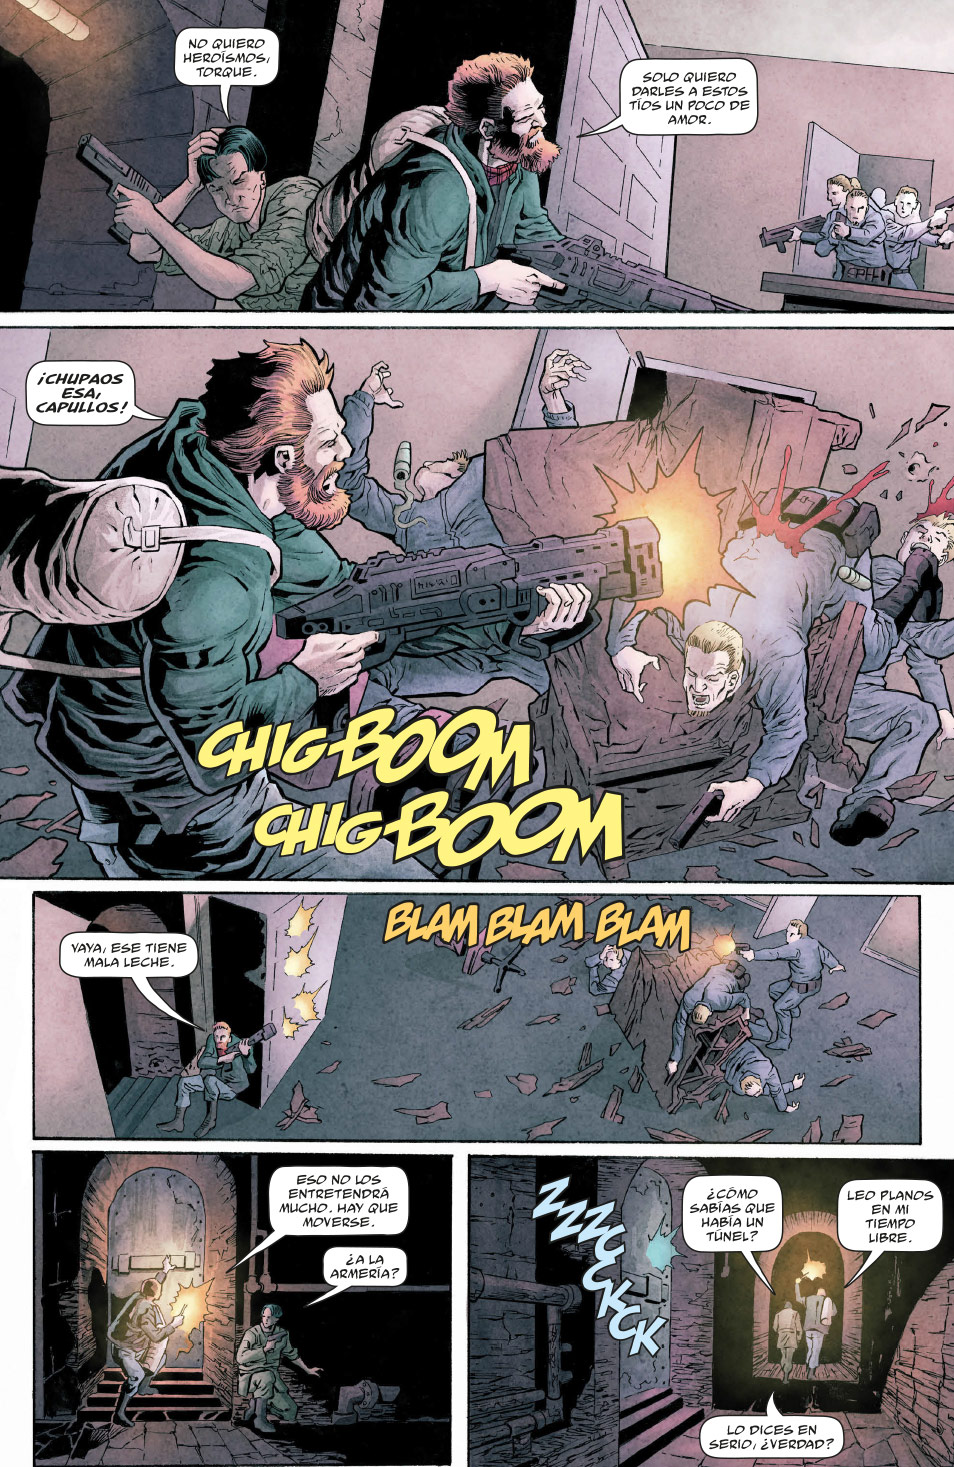 NO QUIERO
HEROÍSMOS,
TORQUE.
SOLO QUIERO
DARLES A ESTOS
TÍOS UN POCO DE
AMOR.
¡CHUPAOS
ESA,
CAPULLOS!
CHIG-BOOM
CHIG-BOOM
BLAM BLAM BLAM
VAYA, ESE TIENE
MALA LECHE.
ESO NO LOS
ENTRETENDRÁ
MUCHO. HAY QUE
MOVERSE.
¿A LA
ARMERÍA?
ZZZCKCKCK
¿CÓMO
SABÍAS QUE
HABÍA UN
TÚNEL?
LEO PLANOS
EN MI
TIEMPO
LIBRE.
LO DICES EN
SERIO, ¿VERDAD?